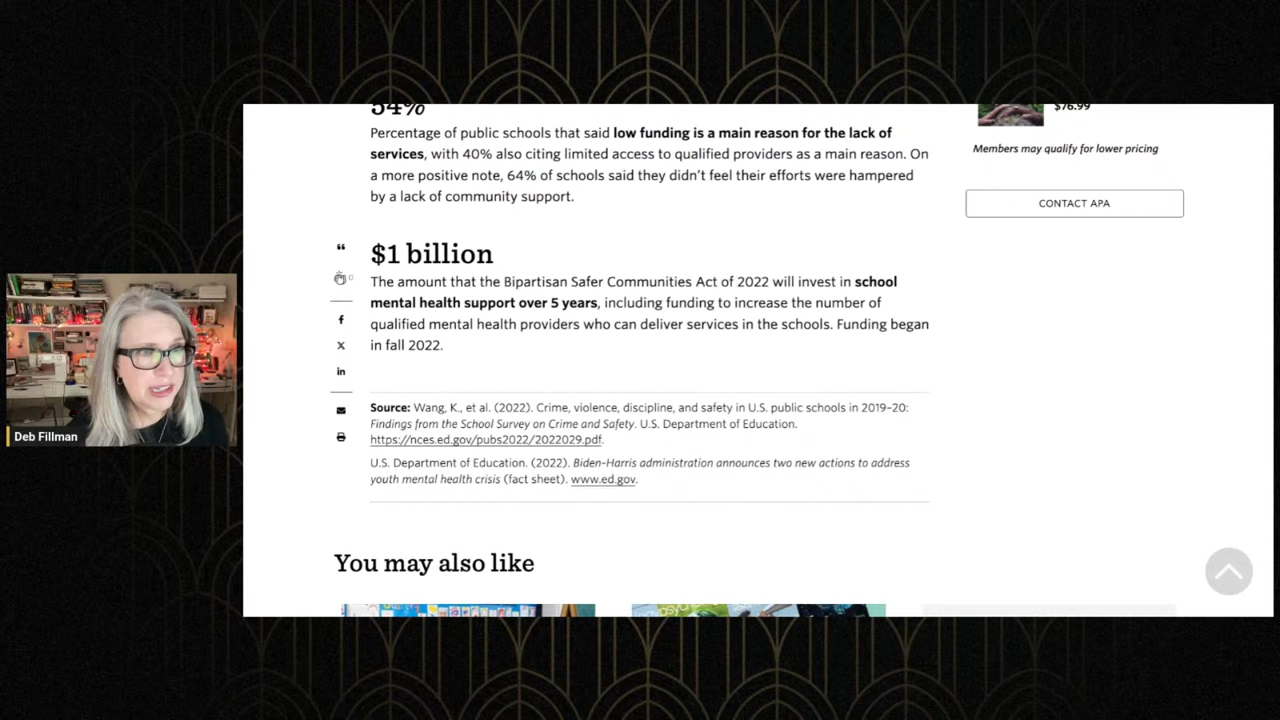 54%
$76.99
Percentage of public schools that said low funding is a main reason for the lack of
services, with 40% also citing limited access to qualified providers as a main reason. On
a more positive note, 64% of schools said they didn’t feel their efforts were hampered
by a lack of community support.
Members may qualify for lower pricing
CONTACT APA
“
$1 billion
The amount that the Bipartisan Safer Communities Act of 2022 will invest in school
mental health support over 5 years, including funding to increase the number of
qualified mental health providers who can deliver services in the schools. Funding began
in fall 2022.
Source: Wang, K., et al. (2022). Crime, violence, discipline, and safety in U.S. public schools in 2019–20:
Findings from the School Survey on Crime and Safety. U.S. Department of Education.
https://nces.ed.gov/pubs2022/2022029.pdf.
U.S. Department of Education. (2022). Biden-Harris administration announces two new actions to address
youth mental health crisis (fact sheet). www.ed.gov.
You may also like
Deb Fillman